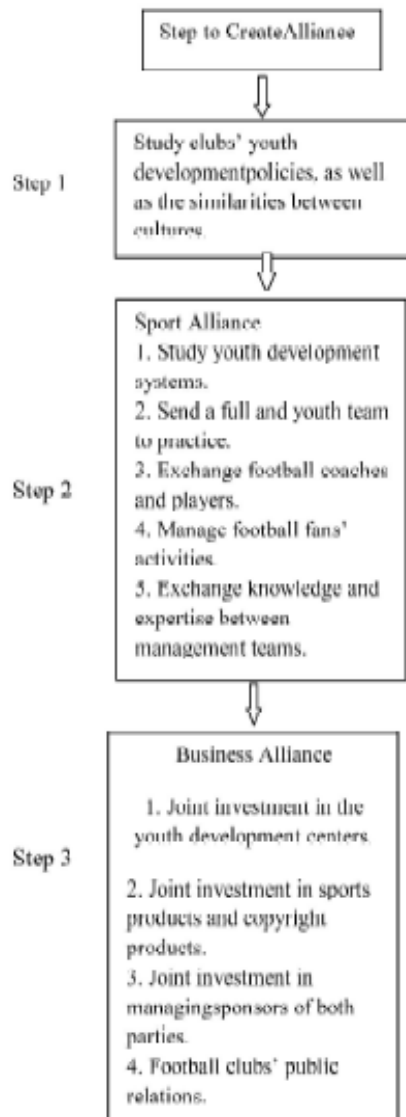 Step to CreateAlliance
Step 1
Study clubs' youth
developmentpolicies, as well
as the similarities between
cultures.
Step 2
Sport Alliance
1. Study youth development
systems.
2. Send a full and youth team
to practice.
3. Exchange football coaches
and players.
4. Manage football fans'
activities.
5. Exchange knowledge and
expertise between
management teams.
Step 3
Business Alliance
1. Joint investment in the
youth development centers.
2. Joint investment in sports
products and copyright
products.
3. Joint investment in
managingsponsors of both
parties.
4. Football clubs' public
relations.